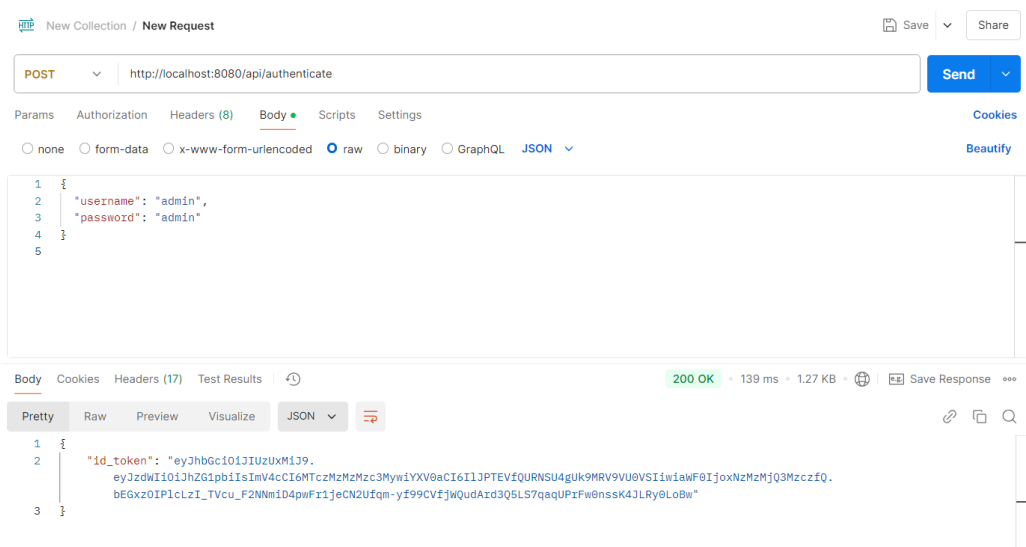 HTTP New Collection / New Request Save Share
POST http://localhost:8080/api/authenticate Send
Params Authorization Headers (8) Body Scripts Settings Cookies
none form-data x-www-form-urlencoded raw binary GraphQL JSON Beautify
1 {
2 "username": "admin",
3 "password": "admin"
4 }
5
Body Cookies Headers (17) Test Results 200 OK 139 ms 1.27 KB e.g. Save Response
Pretty Raw Preview Visualize JSON
1 {
2 "id_token": "eyJhbGciOiJIUzUxMiJ9.
eyJzdWIiOiJhZG1pbiIsImV4cCI6MTczMzMzMzc3MywiYXV0aCI6IlJPTEVfQURNSU4gUk9MRV9VU0VSIiwiaWF0IjoxNzMzMjQ3MzczfQ.
bEGxzOIPlcLzI_TVcu_F2NNmiD4pwFr1jeCN2Ufqm-yf99CVfjWQudArd3Q5LS7qaqUPrFw0nssK4JLRy0LoBw"
3 }